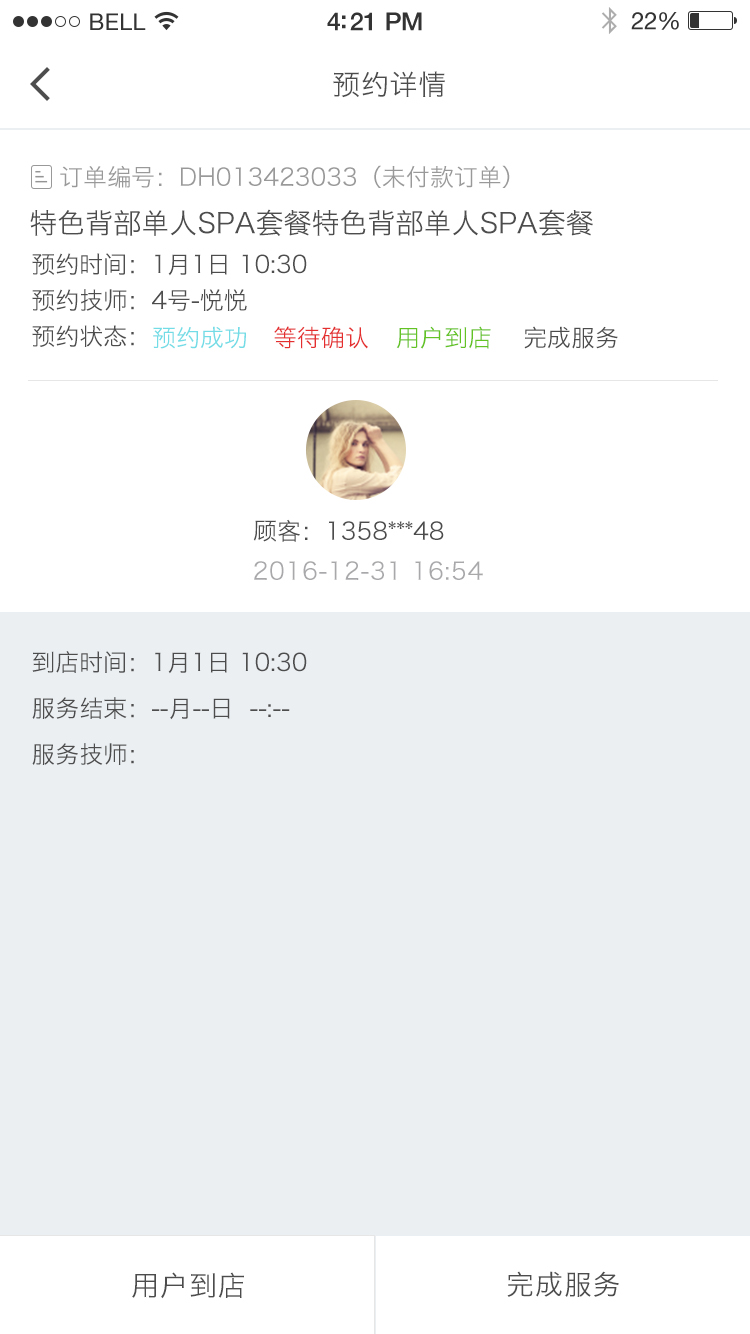 BELL 4:21 PM 22%
预约详情
订单编号：DH013423033（未付款订单）
特色背部单人SPA套餐特色背部单人SPA套餐
预约时间：1月1日 10:30
预约技师：4号-悦悦
预约状态：预约成功 等待确认 用户到店 完成服务
顾客：1358***48
2016-12-31 16:54
到店时间：1月1日 10:30
服务结束：--月--日 --:--
服务技师：
用户到店 完成服务